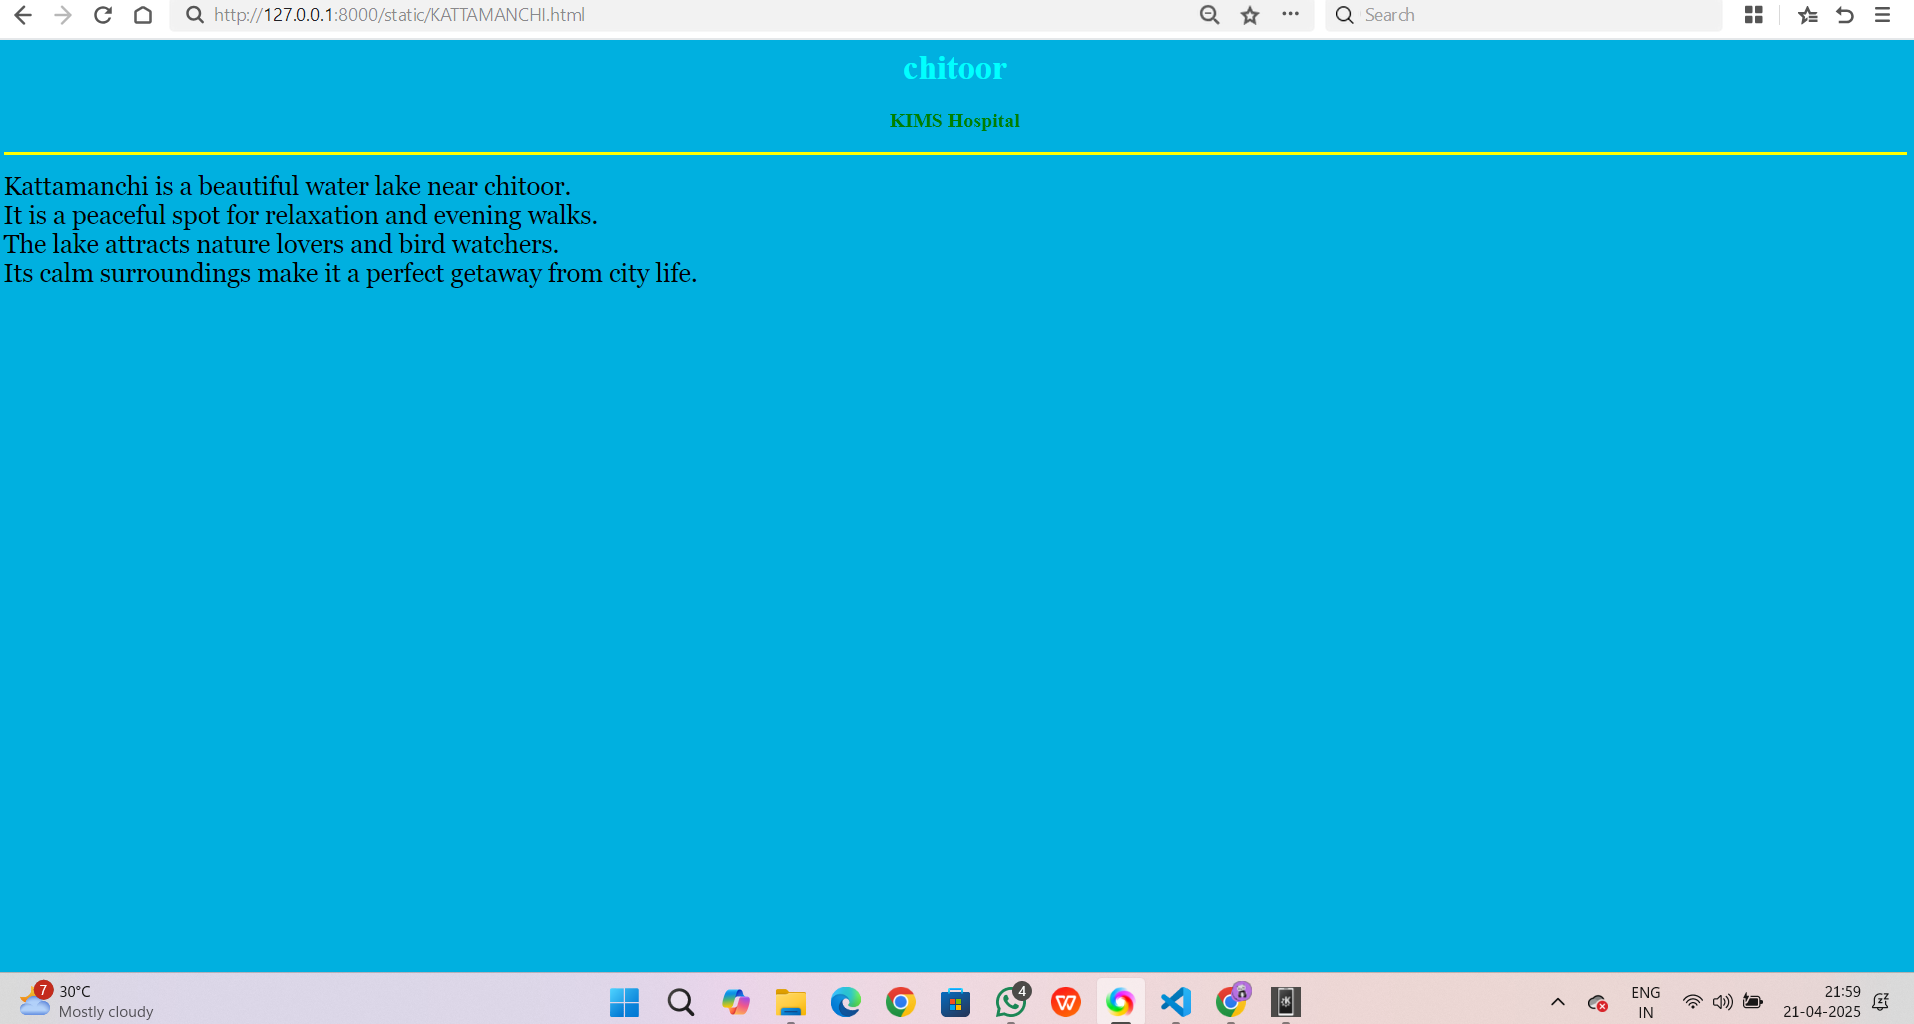 http://127.0.0.1:8000/static/KATTAMANCHI.html
Search
chitoor
KIMS Hospital
Kattamanchi is a beautiful water lake near chitoor.
It is a peaceful spot for relaxation and evening walks.
The lake attracts nature lovers and bird watchers.
Its calm surroundings make it a perfect getaway from city life.
7
30°C
Mostly cloudy
4
ENG
IN
21:59
21-04-2025